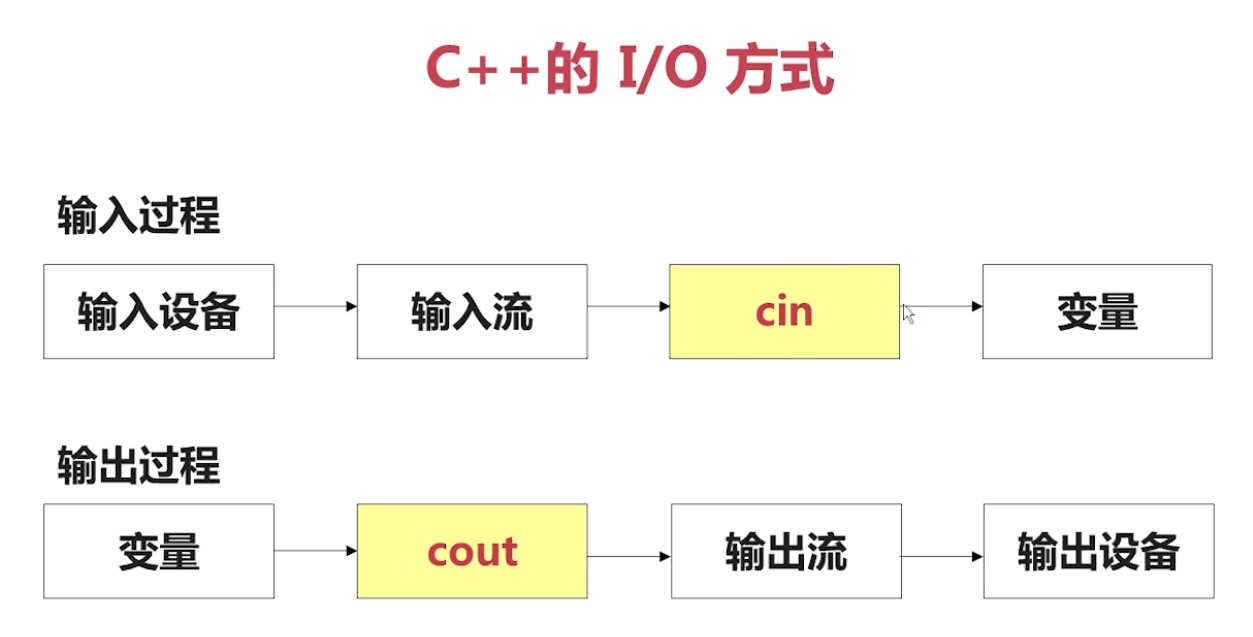 C++的 I/O 方式
输入过程
输入设备
输入流
cin
变量
输出过程
变量
cout
输出流
输出设备